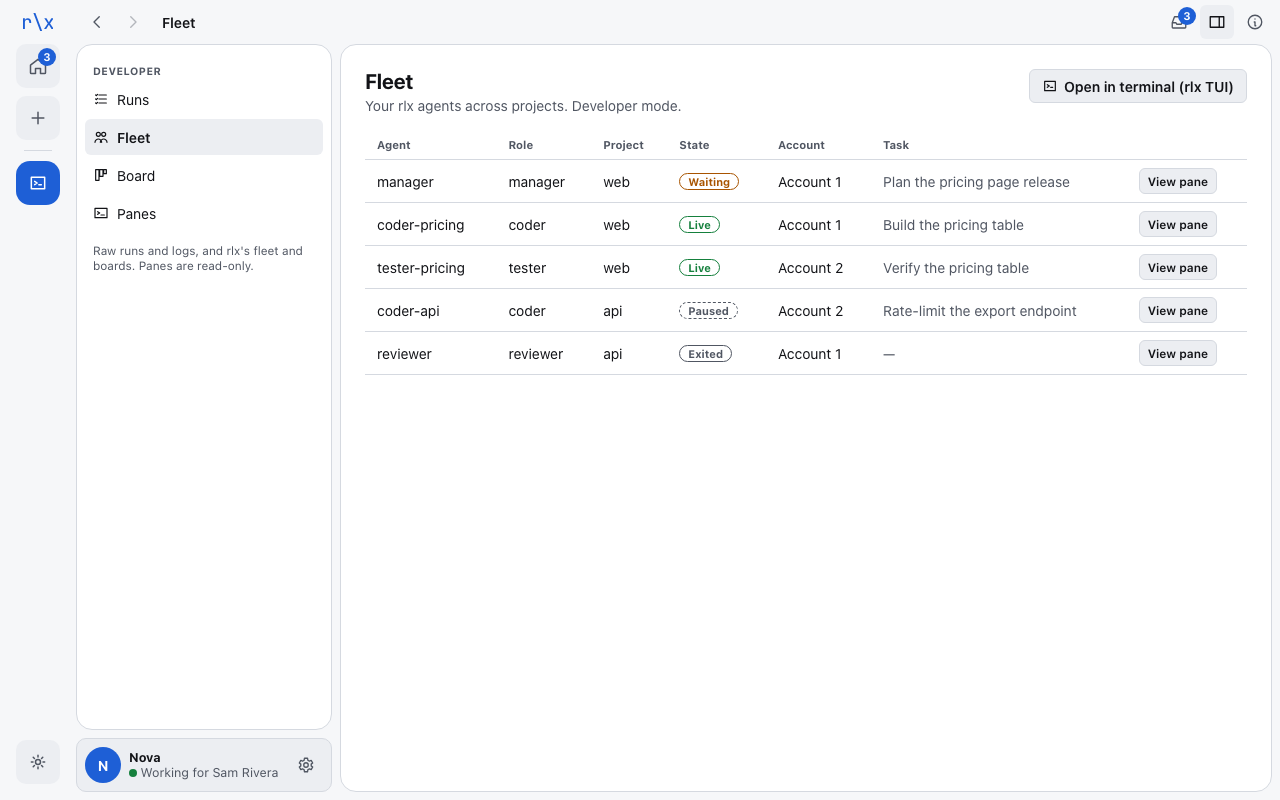 r\x
Fleet
3
3
DEVELOPER
Runs
Fleet
Board
Panes
Raw runs and logs, and rlx's fleet and
boards. Panes are read-only.
Nova
Working for Sam Rivera
N
Fleet
Your rlx agents across projects. Developer mode.
Open in terminal (rlx TUI)
Agent Role Project State Account Task
manager manager web Waiting Account 1 Plan the pricing page release View pane
coder-pricing coder web Live Account 1 Build the pricing table View pane
tester-pricing tester web Live Account 2 Verify the pricing table View pane
coder-api coder api Paused Account 2 Rate-limit the export endpoint View pane
reviewer reviewer api Exited Account 1 — View pane